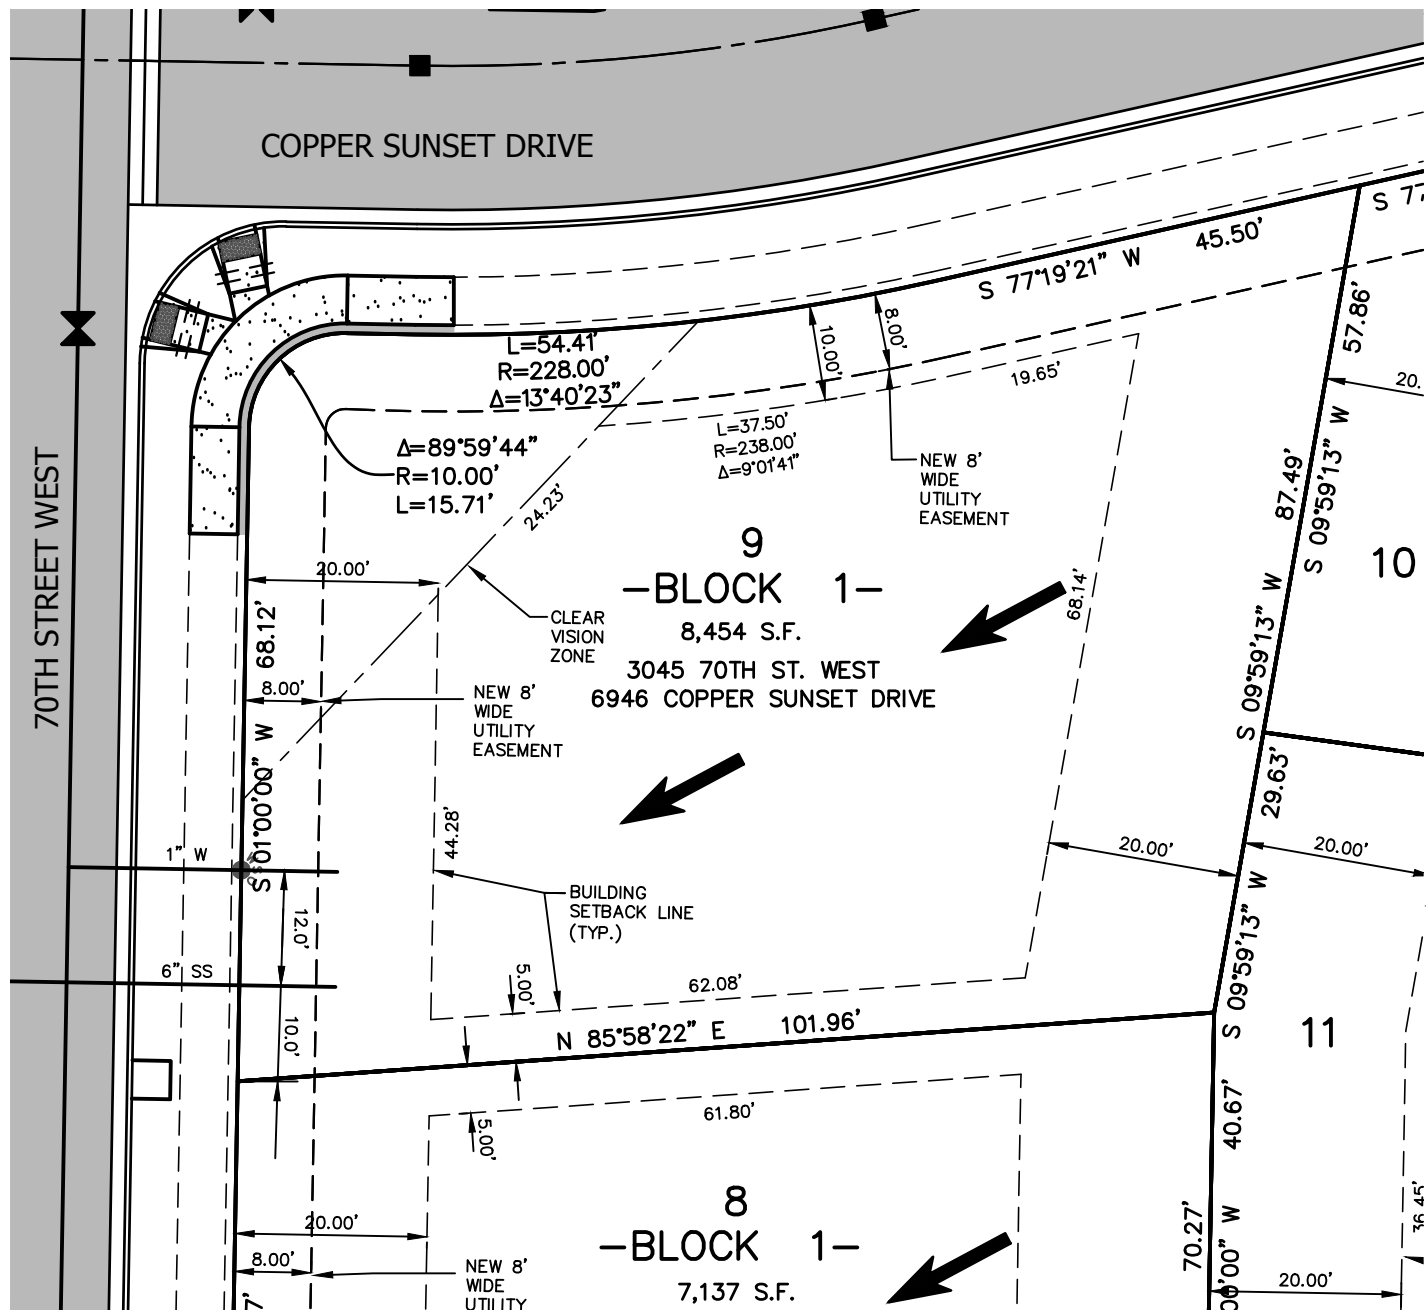 COPPER SUNSET DRIVE
70TH STREET WEST
S 77
S 77°19'21" W 45.50'
57.86'
20.
L=54.41'
R=228.00'
Δ=13°40'23"
Δ=89°59'44"
R=10.00'
L=15.71'
10.00'
8.00'
19.65'
L=37.50'
R=238.00'
Δ=9°01'41"
NEW 8'
WIDE
UTILITY
EASEMENT
24.23'
87.49'
S 09°59'13" W
S 09°59'13" W
10
9
-BLOCK 1-
8,454 S.F.
3045 70TH ST. WEST
6946 COPPER SUNSET DRIVE
20.00'
68.12'
CLEAR
VISION
ZONE
68.14'
8.00'
NEW 8'
WIDE
UTILITY
EASEMENT
S 01°00'00" W
44.28'
29.63'
20.00'
20.00'
1" W
12.0'
BUILDING
SETBACK LINE
(TYP.)
S 09°59'13" W
6" SS
5.00'
62.08'
10.0'
N 85°58'22" E 101.96'
11
5.00'
61.80'
40.67'
8
-BLOCK 1-
7,137 S.F.
20.00'
8.00'
NEW 8'
WIDE
UTILITY
7'
70.27'
00'00" W
20.00'
36.45'